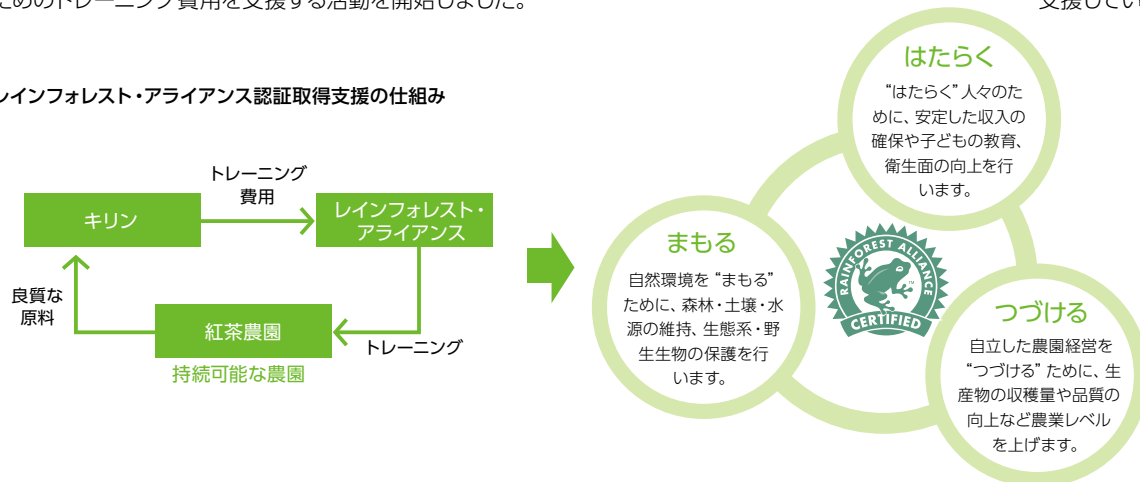 ためのトレーニング費用を支援する活動を開始しました。
支援してい
レインフォレスト・アライアンス認証取得支援の仕組み
トレーニング
費用
キリン
レインフォレスト・
アライアンス
良質な
原料
紅茶農園
トレーニング
持続可能な農園
はたらく
“はたらく”人々のた
めに、安定した収入の
確保や子どもの教育、
衛生面の向上を行
います。
まもる
自然環境を“まもる”
ために、森林・土壌・水
源の維持、生態系・野
生生物の保護を行
います。
RAINFOREST ALLIANCE
TM
CERTIFIED
つづける
自立した農園経営を
“つづける”ために、生
産物の収穫量や品質の
向上など農業レベル
を上げます。